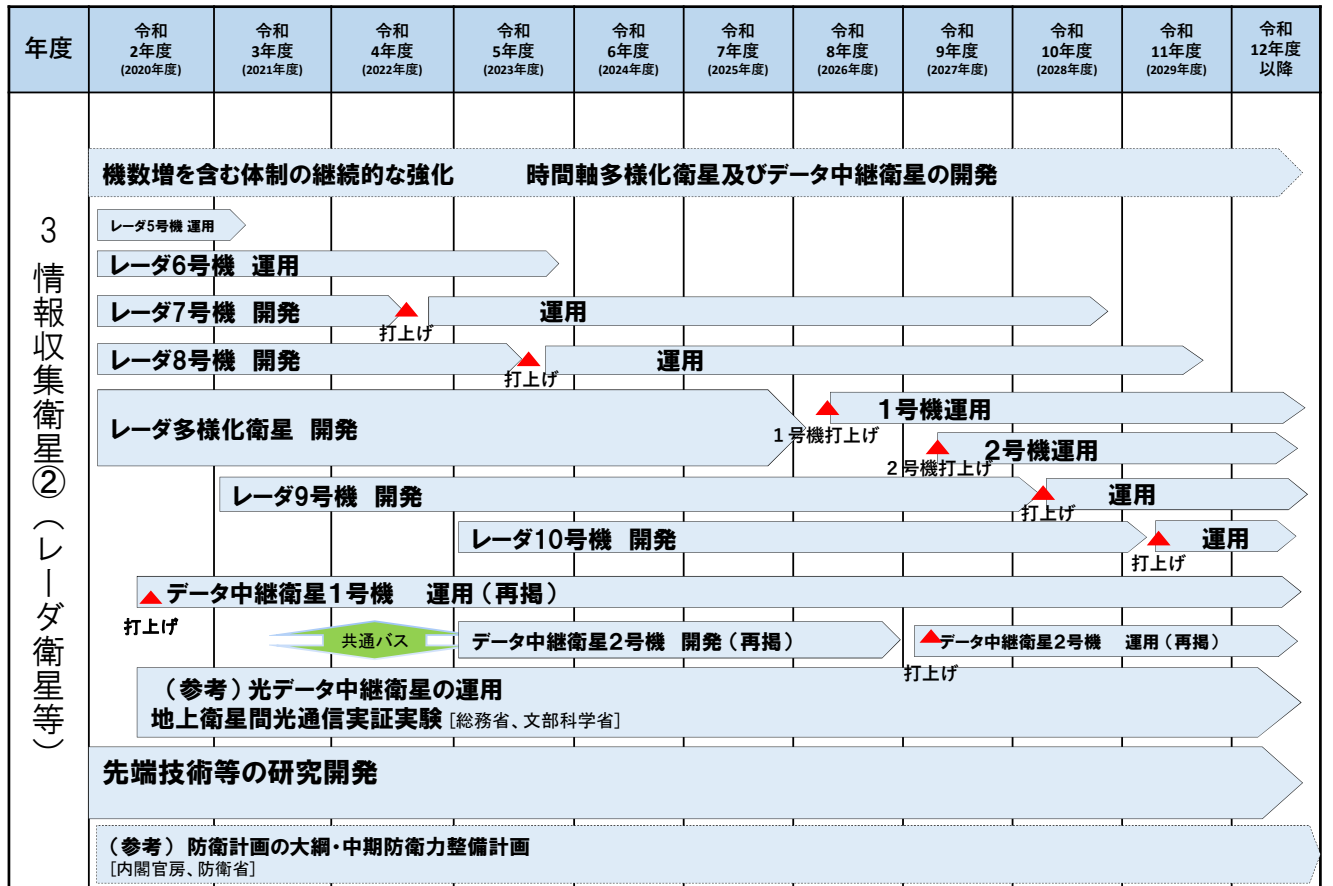 年度
令和
2年度
(2020年度)
令和
3年度
(2021年度)
令和
4年度
(2022年度)
令和
5年度
(2023年度)
令和
6年度
(2024年度)
令和
7年度
(2025年度)
令和
8年度
(2026年度)
令和
9年度
(2027年度)
令和
10年度
(2028年度)
令和
11年度
(2029年度)
令和
12年度
以降
3 情報収集衛星②(レーダ衛星等)
機数増を含む体制の継続的な強化 時間軸多様化衛星及びデータ中継衛星の開発
レーダ5号機 運用
レーダ6号機 運用
レーダ7号機 開発
打上げ
運用
レーダ8号機 開発
打上げ
運用
レーダ多様化衛星 開発
1号機打上げ
1号機運用
2号機打上げ
2号機運用
レーダ9号機 開発
打上げ
運用
レーダ10号機 開発
打上げ
運用
データ中継衛星1号機 運用(再掲)
打上げ
共通バス
データ中継衛星2号機 開発(再掲)
データ中継衛星2号機 運用(再掲)
打上げ
(参考)光データ中継衛星の運用
地上衛星間光通信実証実験 [総務省、文部科学省]
先端技術等の研究開発
(参考) 防衛計画の大綱・中期防衛力整備計画
[内閣官房、防衛省]